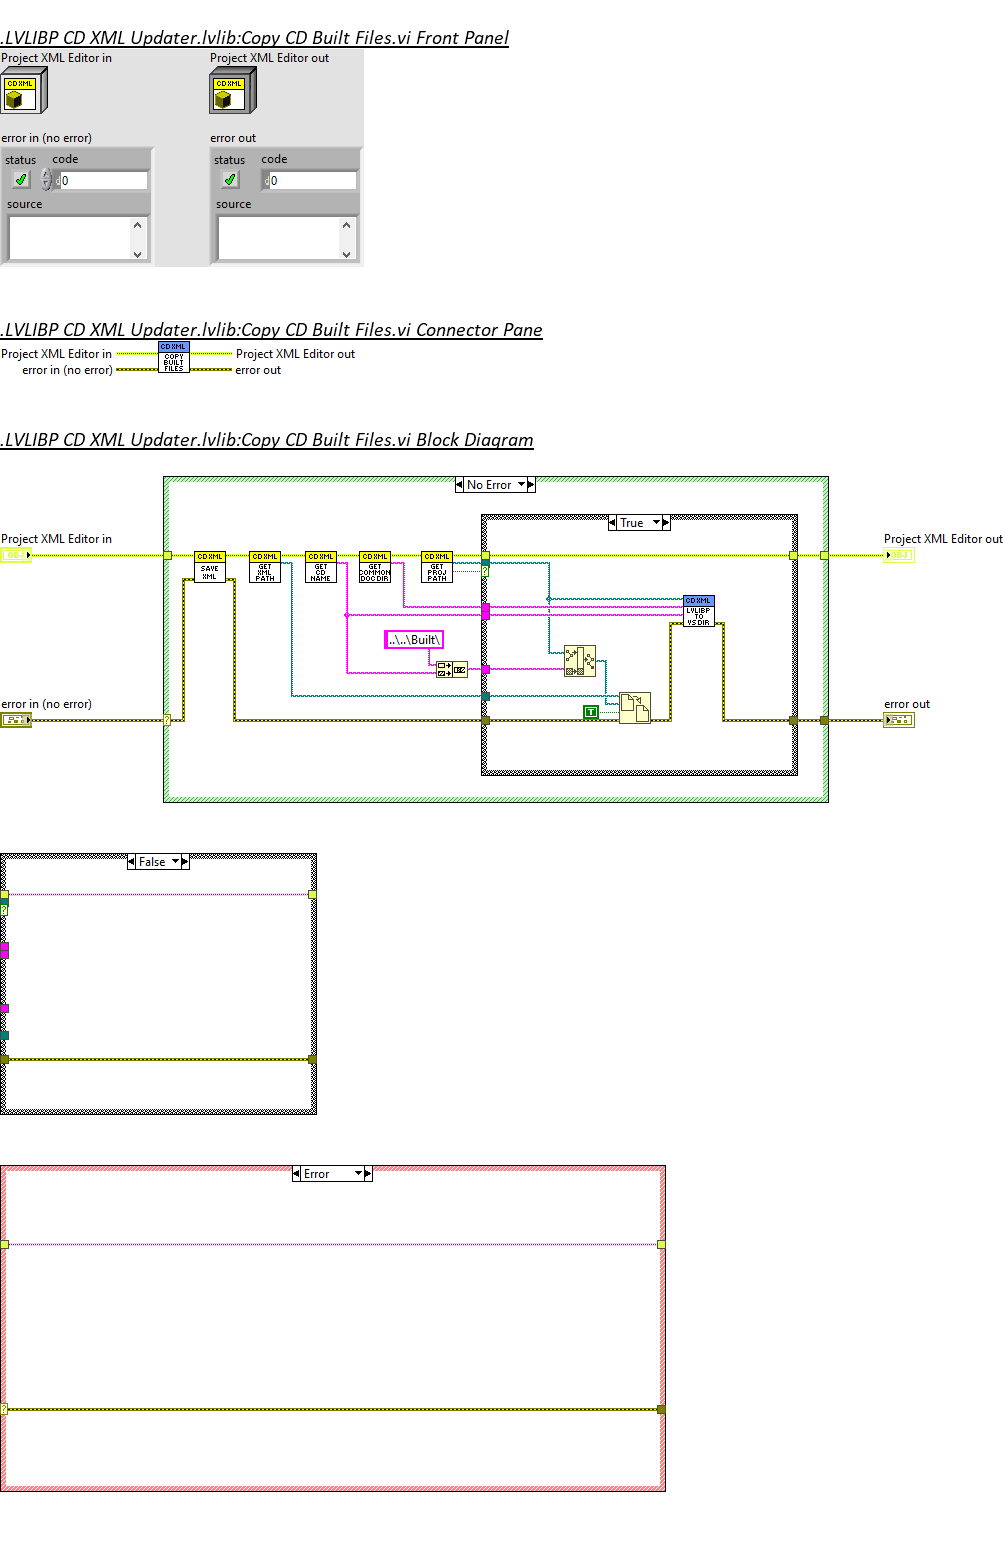 .LVLIBP CD XML Updater.lvlib:Copy CD Built Files.vi Front Panel
Project XML Editor in
Project XML Editor out
CD XML
CD XML
error in (no error)
error out
status
code
status
code
0
0
source
source
.LVLIBP CD XML Updater.lvlib:Copy CD Built Files.vi Connector Pane
Project XML Editor in
CD XML
COPY
BUILT
FILES
Project XML Editor out
error in (no error)
error out
.LVLIBP CD XML Updater.lvlib:Copy CD Built Files.vi Block Diagram
No Error
True
Project XML Editor in
Project XML Editor out
OBJ
OBJ
CD XML
SAVE
XML
CD XML
GET
XML
PATH
CD XML
GET
CD
NAME
CD XML
GET
COMMON
DOC DIR
CD XML
GET
PROJ
PATH
?
CD XML
LVLIBP
TO
VS DIR
..\..\Built\
T
error in (no error)
error out
?
False
?
Error
?